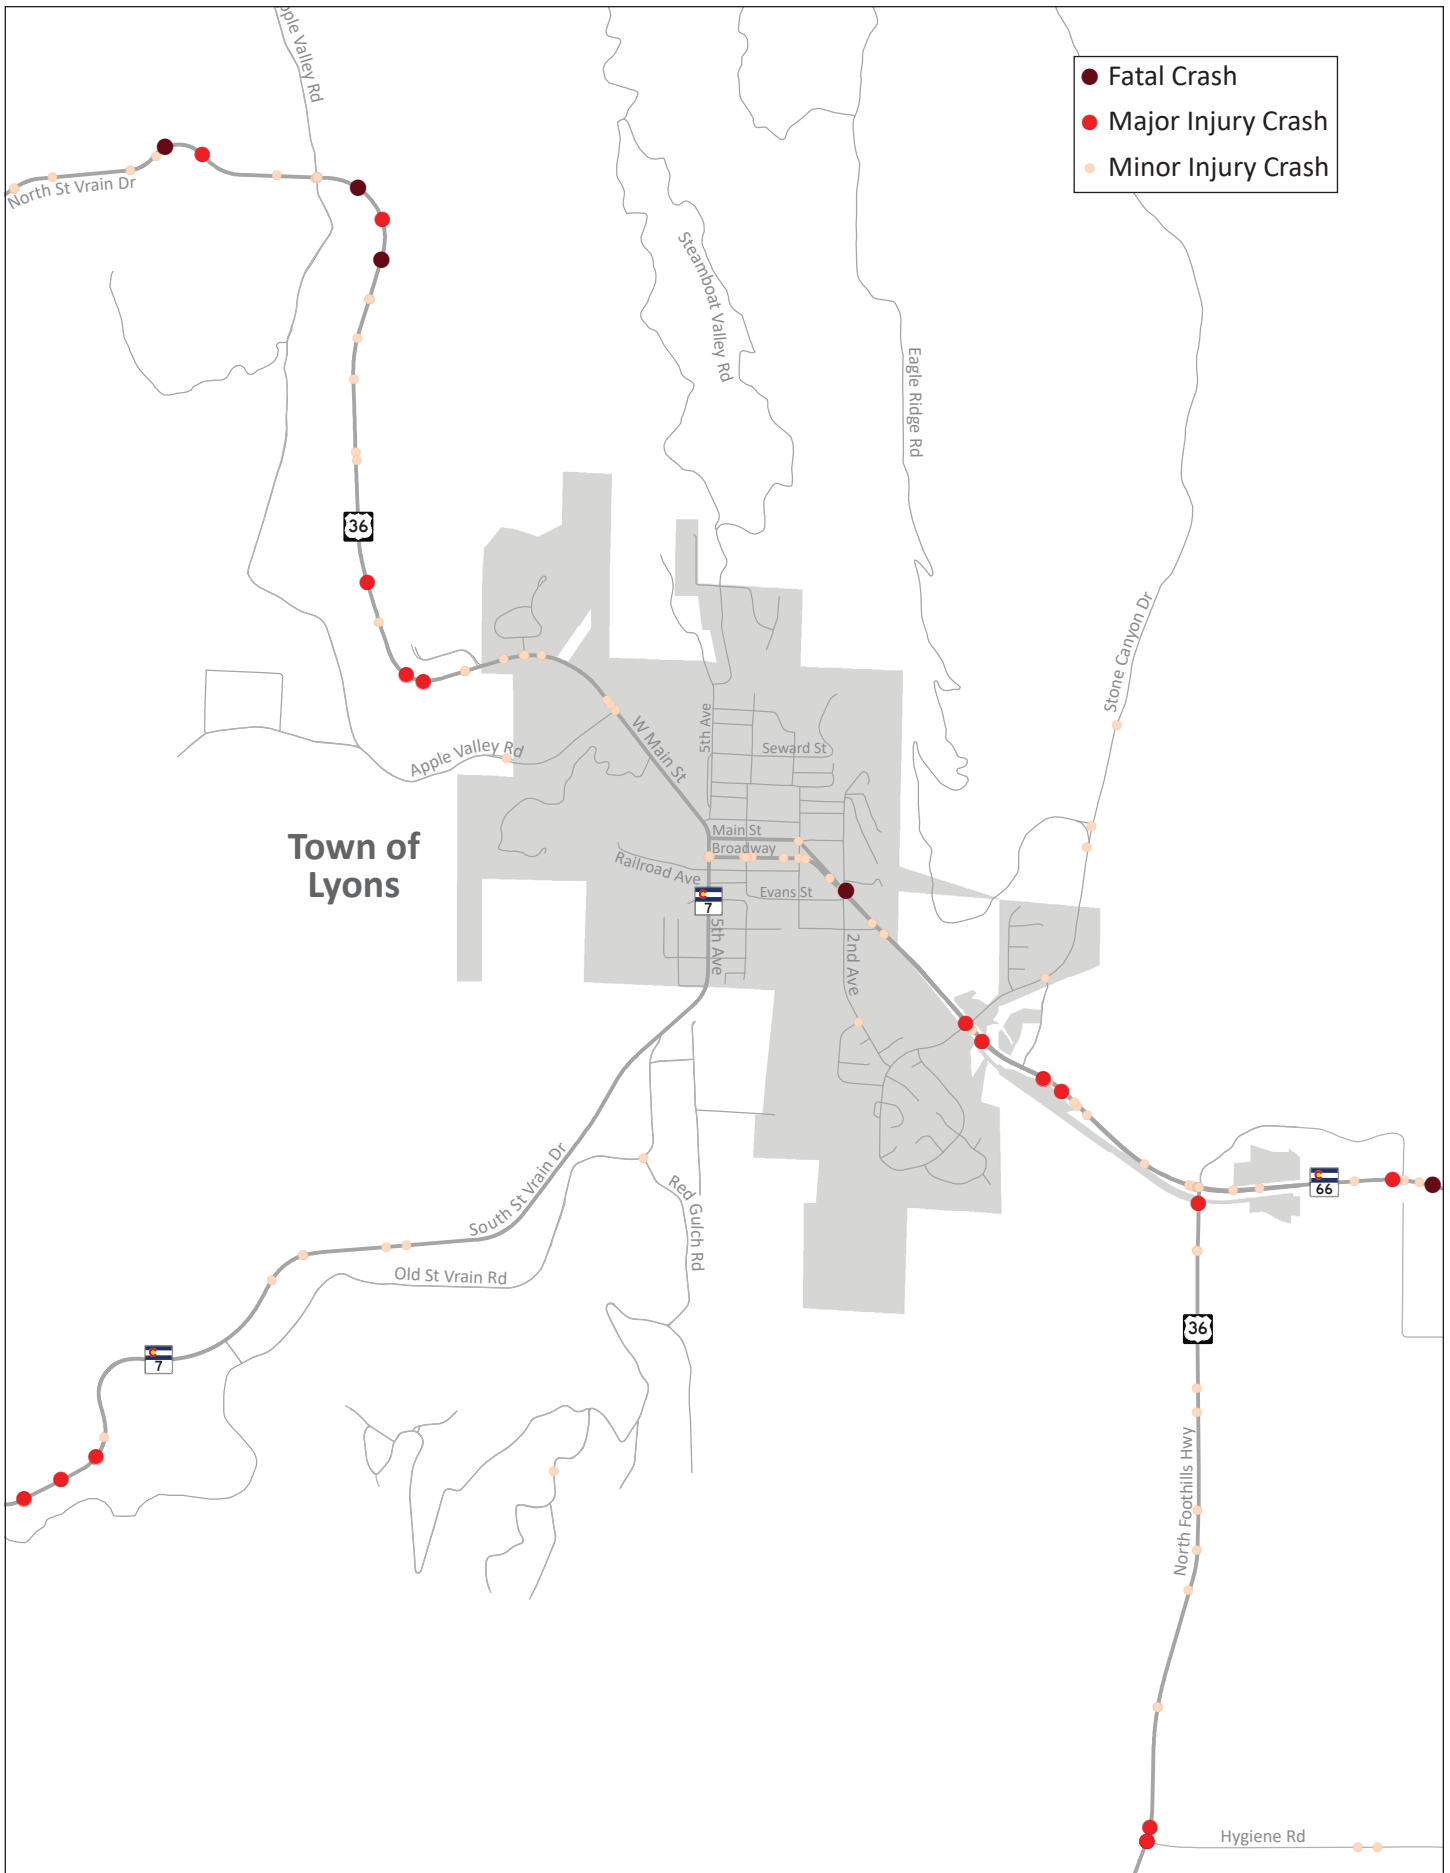 pple Valley Rd
Fatal Crash
Major Injury Crash
Minor Injury Crash
North St Vrain Dr
Steamboat Valley Rd
Eagle Ridge Rd
36
Stone Canyon Dr
W Main St
5th Ave
Seward St
Apple Valley Rd
Town of
Lyons
Main St
Broadway
Railroad Ave
Evans St
7
5th Ave
2nd Ave
South St Vrain Dr
Red Gulch Rd
66
Old St Vrain Rd
36
7
North Foothills Hwy
Hygiene Rd